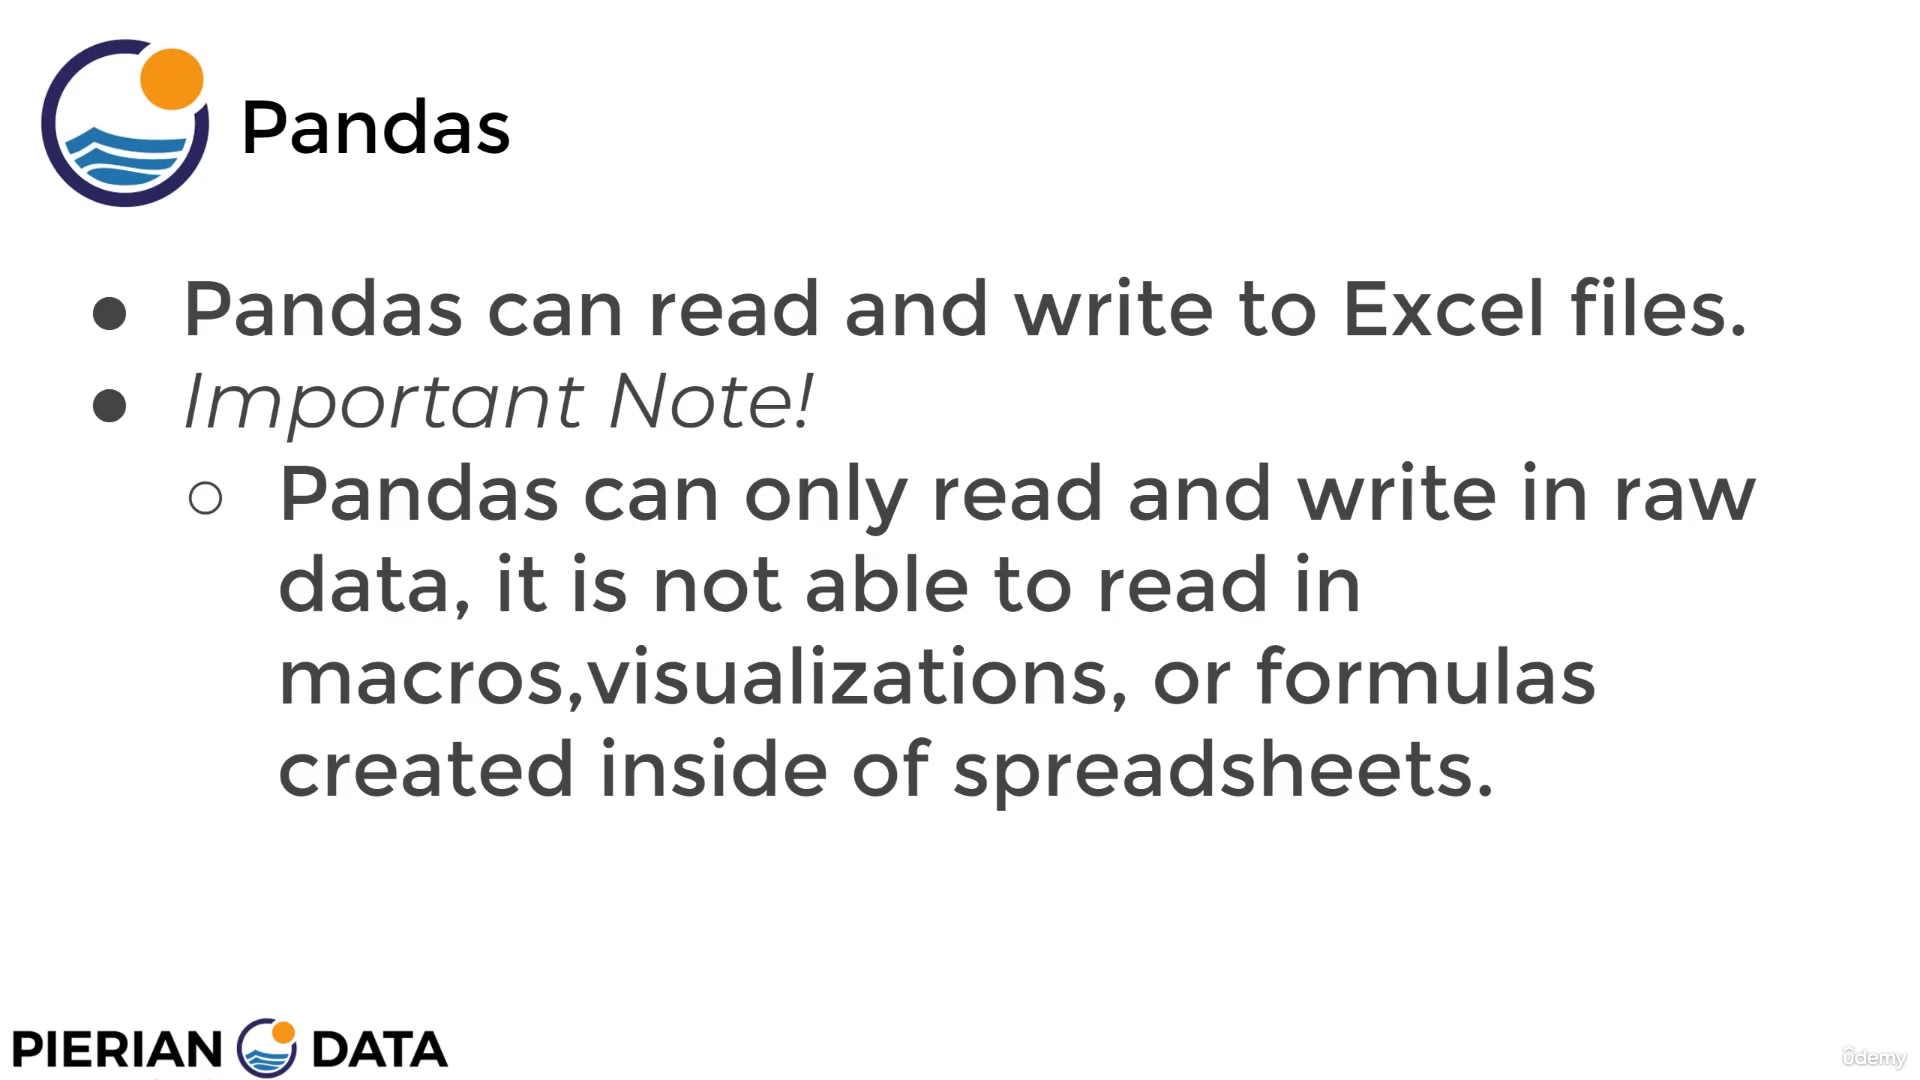 Pandas
● Pandas can read and write to Excel files.
● Important Note!
○ Pandas can only read and write in raw
data, it is not able to read in
macros,visualizations, or formulas
created inside of spreadsheets.
PIERIAN DATA
ûdemy